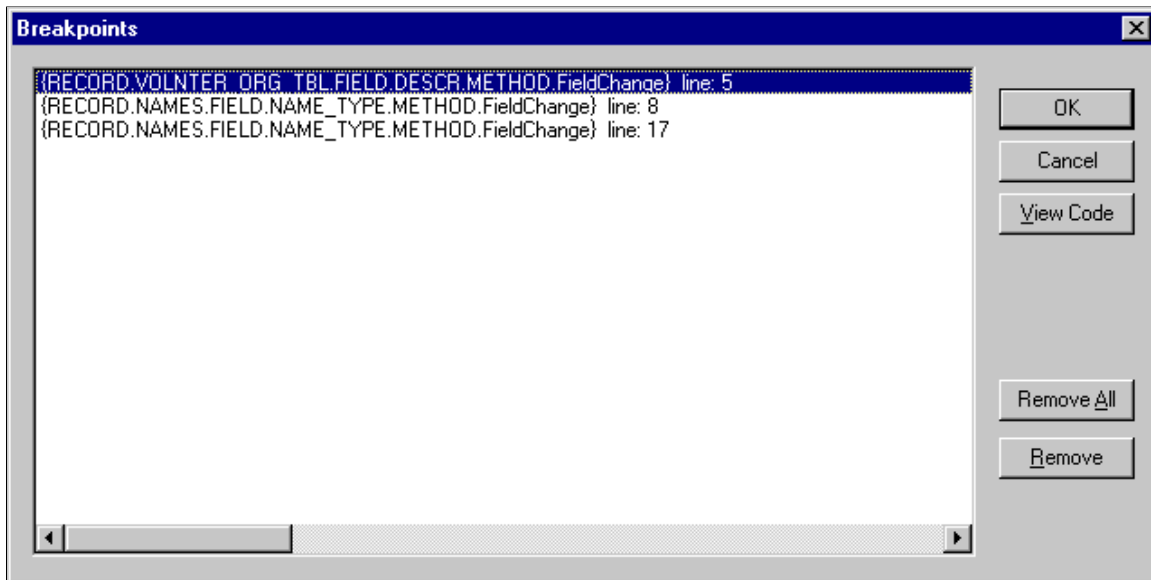 Breakpoints
{RECORD.VOLNTER_ORG_TBL.FIELD.DESCR.METHOD.FieldChange} line: 5
{RECORD.NAMES.FIELD.NAME_TYPE.METHOD.FieldChange} line: 8
{RECORD.NAMES.FIELD.NAME_TYPE.METHOD.FieldChange} line: 17
OK
Cancel
View Code
Remove All
Remove